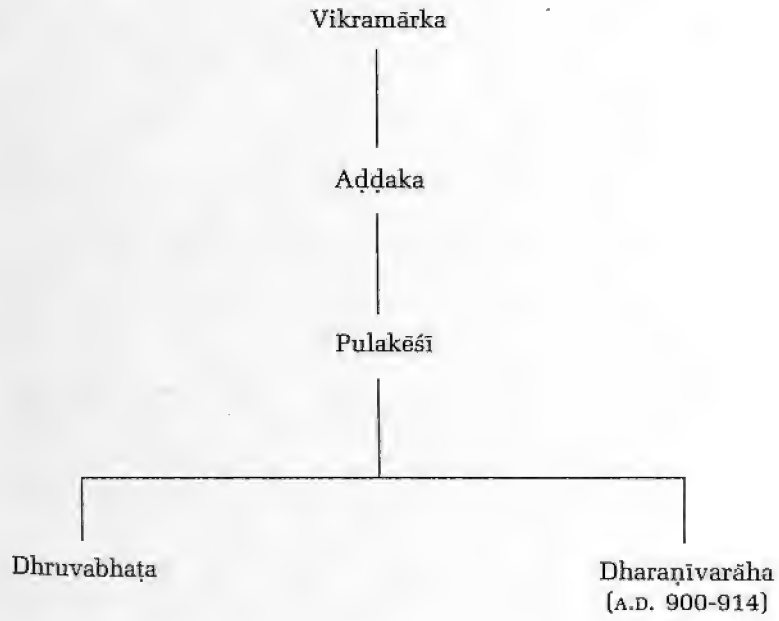 Vikramārka
Aḍḍaka
Pulakēśī
Dhruvabhaṭa
Dharaṇīvarāha
(A.D. 900-914)